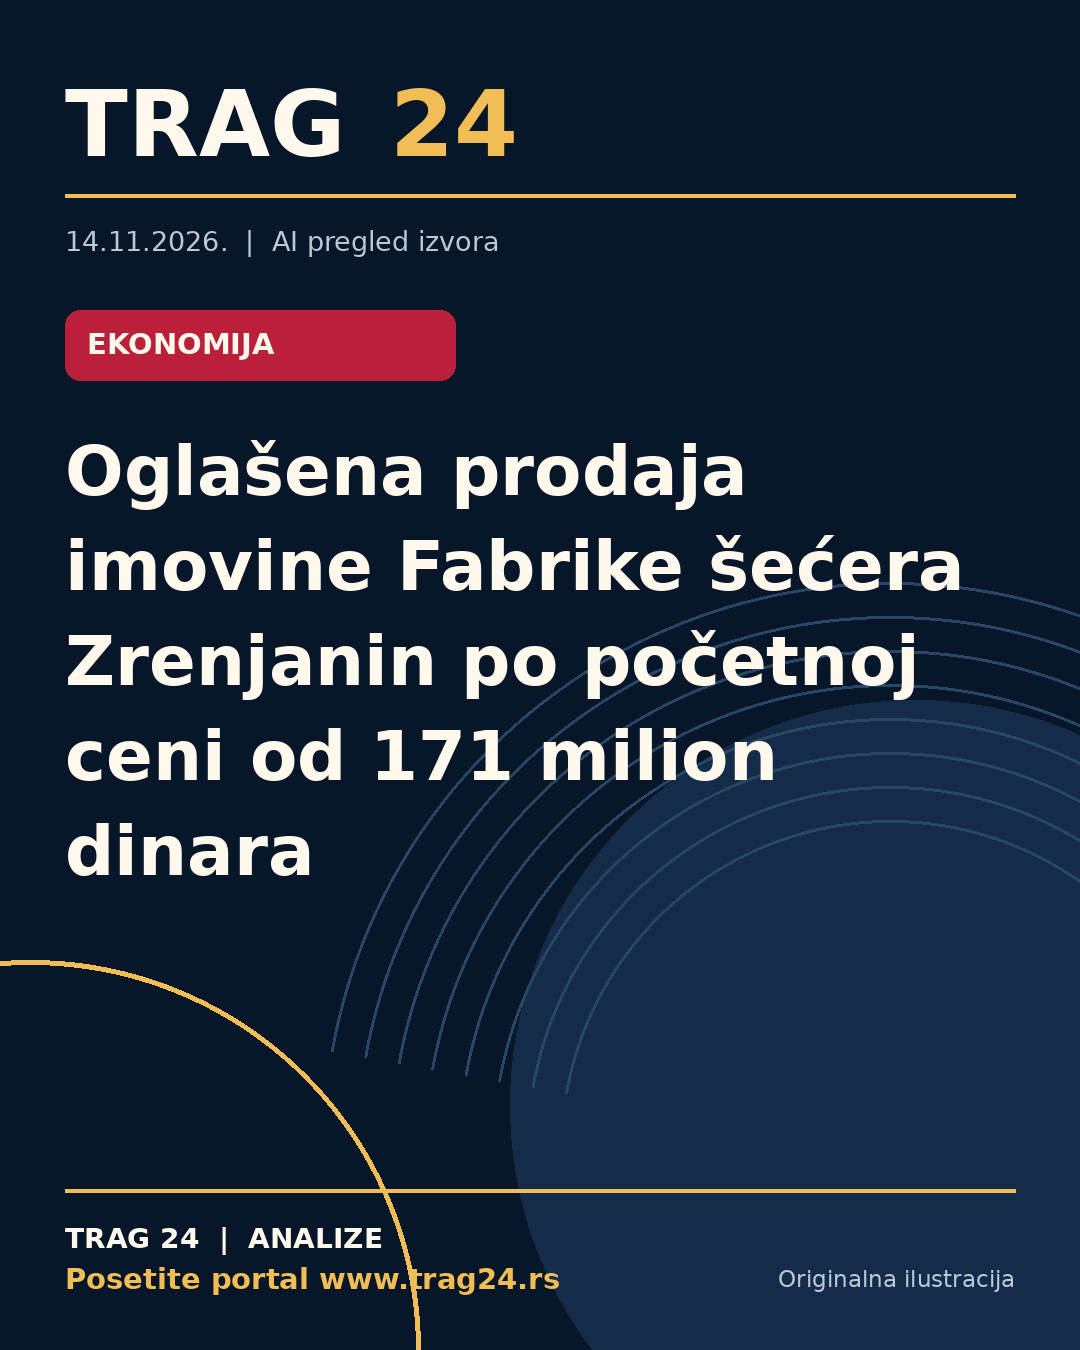 TRAG 24
14.11.2026. | AI pregled izvora
EKONOMIJA
Oglašena prodaja
imovine Fabrike šećera
Zrenjanin po početnoj
ceni od 171 milion
dinara
TRAG 24 | ANALIZE
Posetite portal www.trag24.rs
Originalna ilustracija